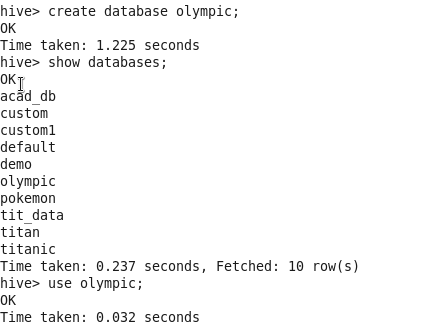 hive> create database olympic;
OK
Time taken: 1.225 seconds
hive> show databases;
OK
acad_db
custom
custom1
default
demo
olympic
pokemon
tit_data
titan
titanic
Time taken: 0.237 seconds, Fetched: 10 row(s)
hive> use olympic;
OK
Time taken: 0.032 seconds